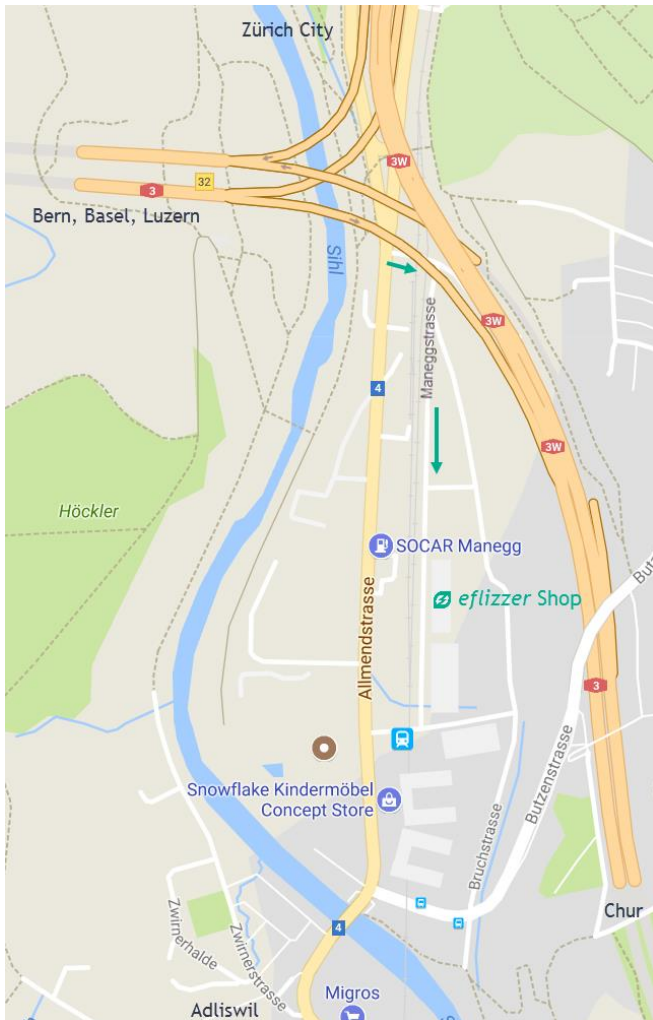 Zürich City
3W
32
3
Bern, Basel, Luzern
Sihl
3W
Maneggstrasse
4
3W
Höckler
SOCAR Manegg
eflizzer Shop
Allmendstrasse
3
Butzenstrasse
Snowflake Kindermöbel
Concept Store
Bruchstrasse
Zwirnerhalde
Zwirnerstrasse
Chur
4
Migros
Adliswil